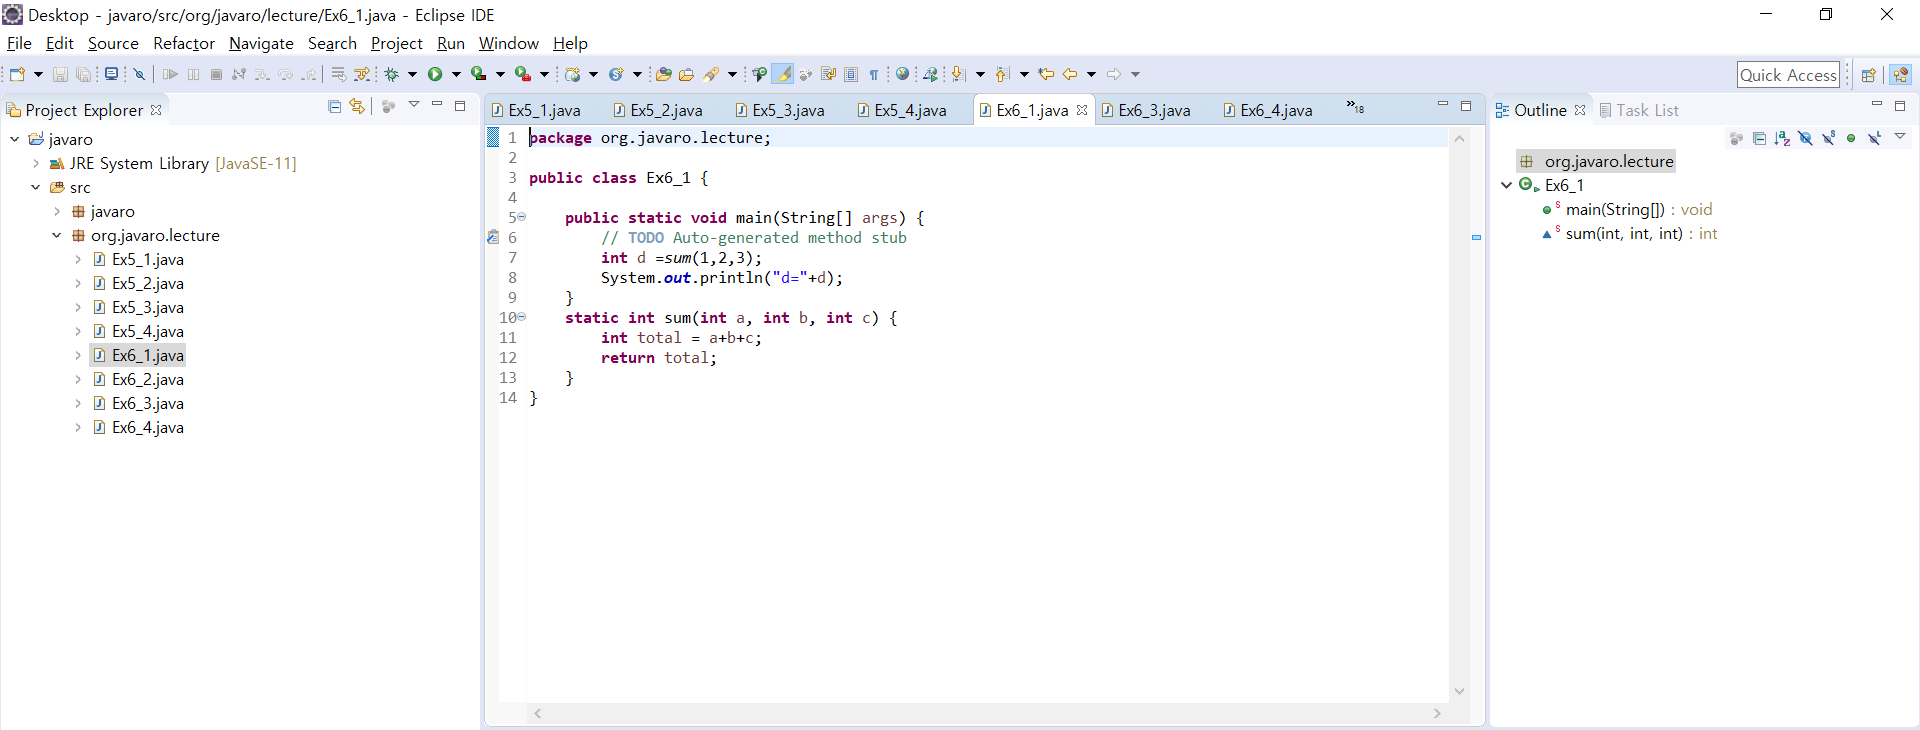 Desktop - javaro/src/org/javaro/lecture/Ex6_1.java - Eclipse IDE
File Edit Source Refactor Navigate Search Project Run Window Help
Quick Access
Project Explorer
javaro
JRE System Library [JavaSE-11]
src
javaro
org.javaro.lecture
Ex5_1.java
Ex5_2.java
Ex5_3.java
Ex5_4.java
Ex6_1.java
Ex6_2.java
Ex6_3.java
Ex6_4.java
Ex5_1.java Ex5_2.java Ex5_3.java Ex5_4.java Ex6_1.java Ex6_3.java Ex6_4.java »18
1 package org.javaro.lecture;
2
3 public class Ex6_1 {
4
5 public static void main(String[] args) {
6 // TODO Auto-generated method stub
7 int d =sum(1,2,3);
8 System.out.println("d="+d);
9 }
10 static int sum(int a, int b, int c) {
11 int total = a+b+c;
12 return total;
13 }
14 }
Outline Task List
org.javaro.lecture
Ex6_1
main(String[]) : void
sum(int, int, int) : int